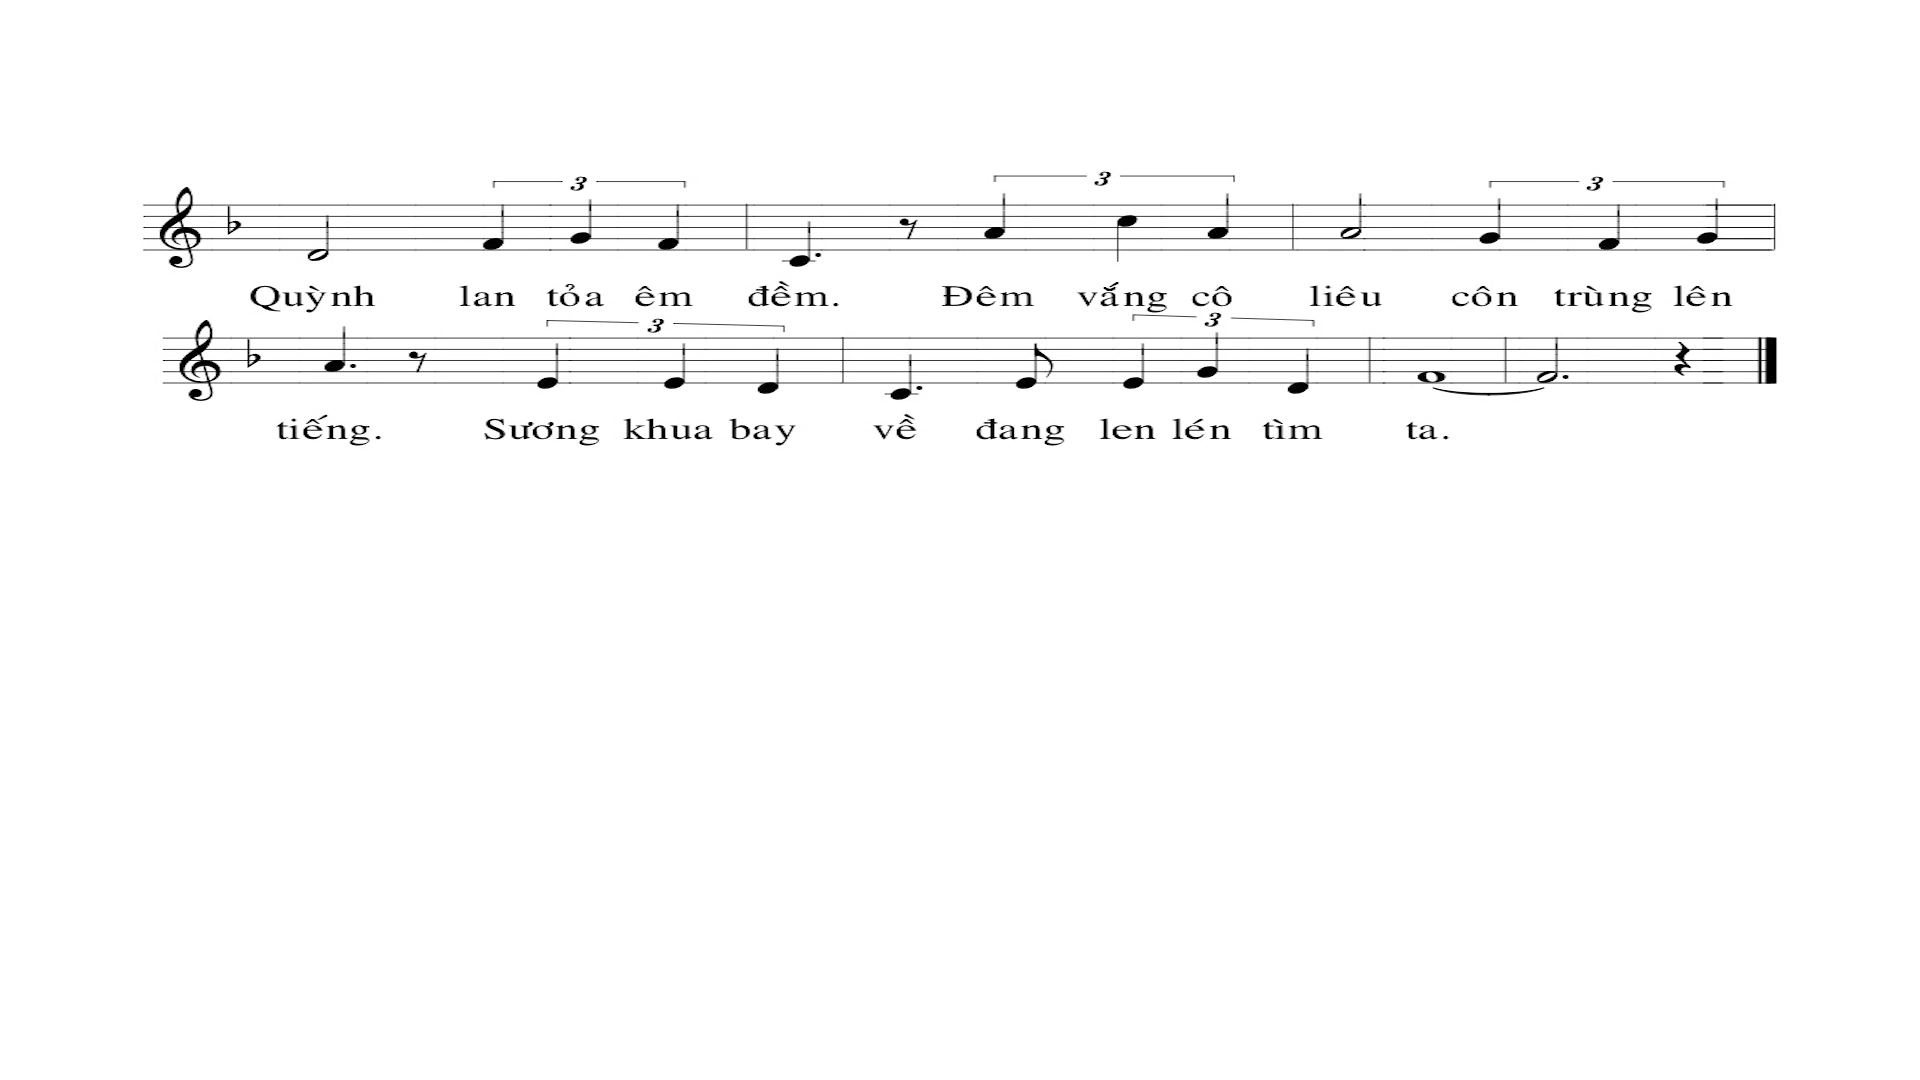 3 3 3
Quỳnh lan tỏa êm đềm. Đêm vắng cô liêu côn trùng lên
3 3
tiếng. Sương khua bay về đang len lén tìm ta.